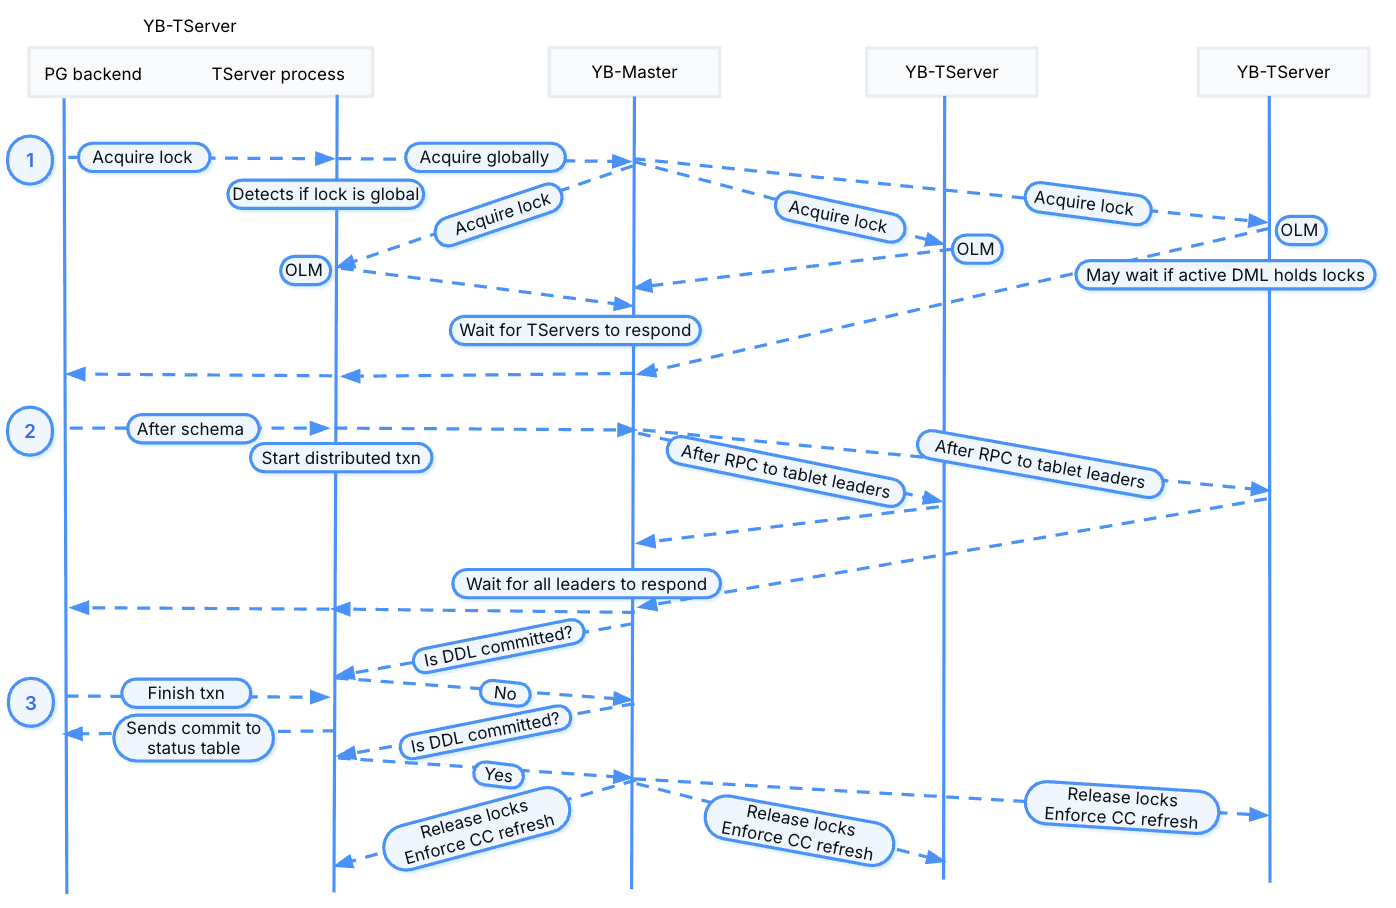 YB-TServer
PG backend
TServer process
YB-Master
YB-TServer
YB-TServer
1
Acquire lock
Acquire globally
Detects if lock is global
Acquire lock
Acquire lock
Acquire lock
OLM
OLM
OLM
May wait if active DML holds locks
Wait for TServers to respond
2
After schema
Start distributed txn
After RPC to tablet leaders
After RPC to tablet leaders
Wait for all leaders to respond
Is DDL committed?
3
Finish txn
No
Sends commit to
status table
Is DDL committed?
Yes
Release locks
Enforce CC refresh
Release locks
Enforce CC refresh
Release locks
Enforce CC refresh